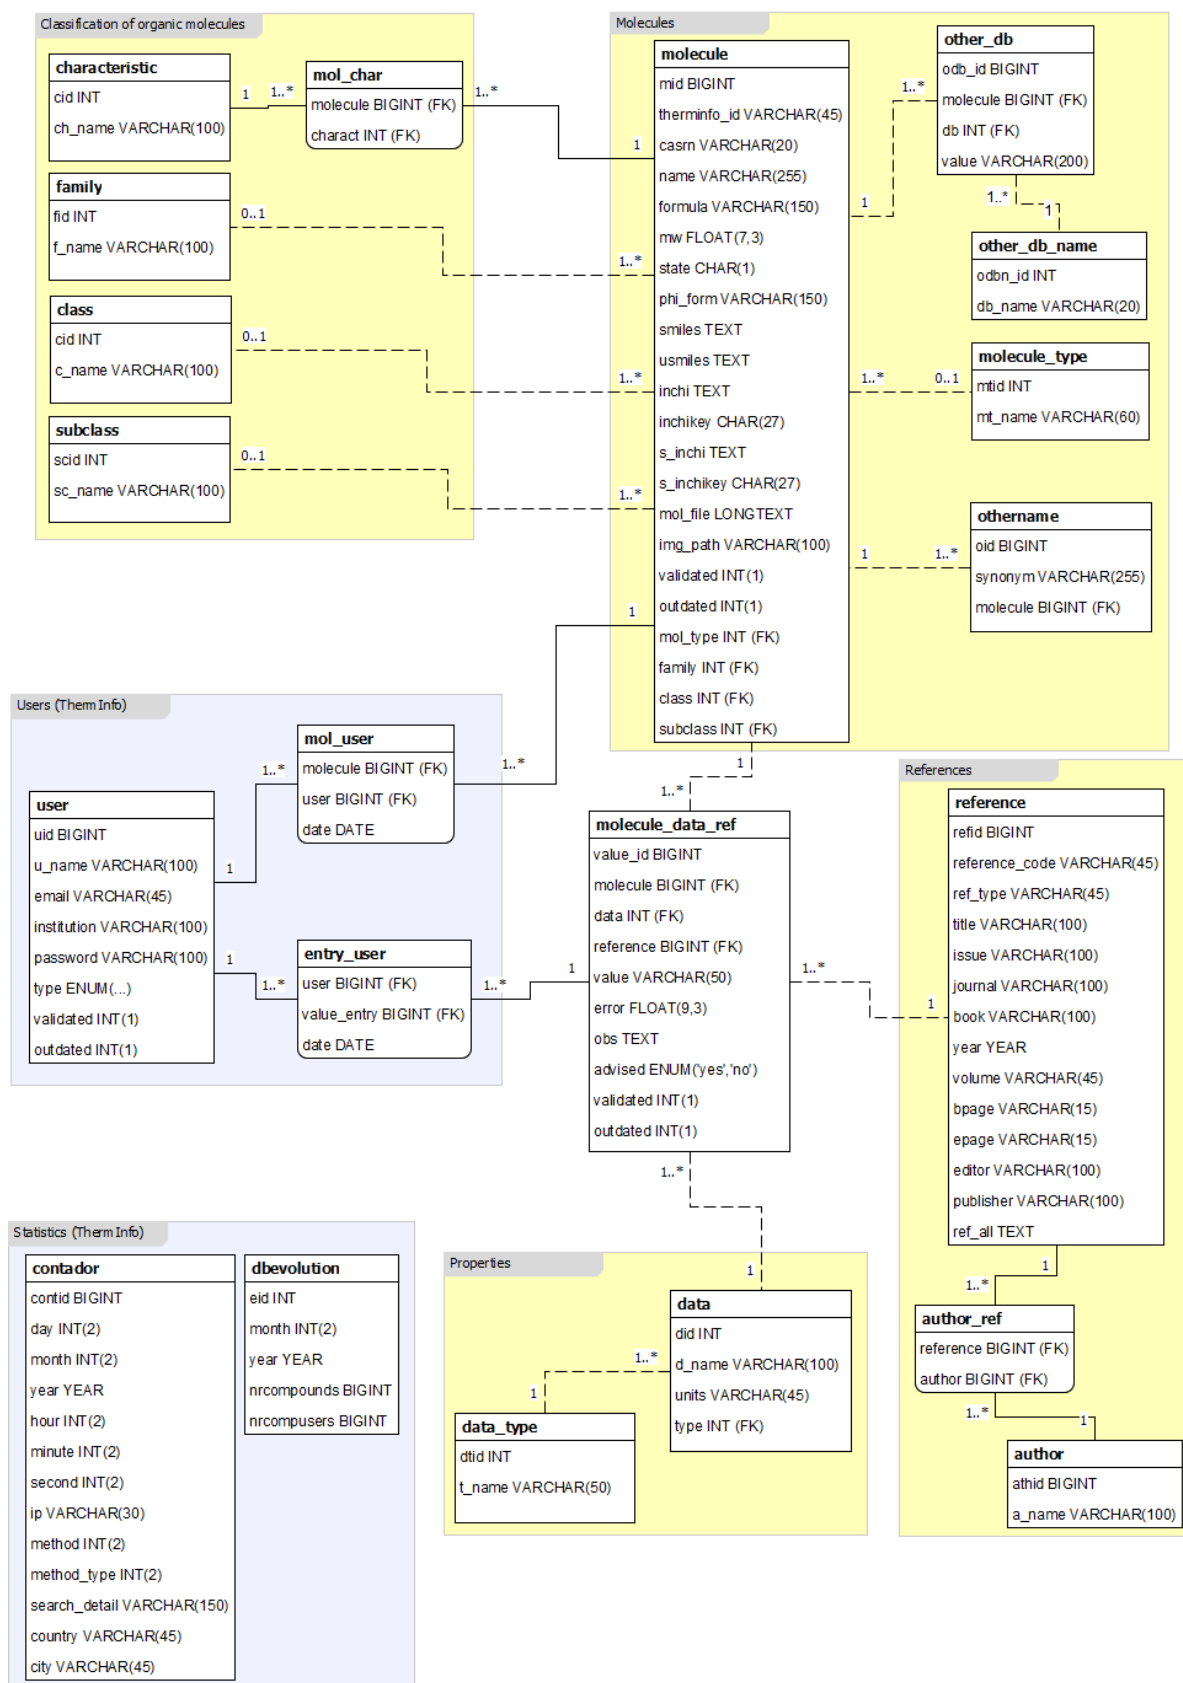 Classification of organic molecules
characteristic
cid INT
ch_name VARCHAR(100)
1
1..*
mol_char
molecule BIGINT (FK)
charact INT (FK)
1..*
1
family
fid INT
f_name VARCHAR(100)
0..1
1..*
class
cid INT
c_name VARCHAR(100)
0..1
1..*
subclass
scid INT
sc_name VARCHAR(100)
0..1
1..*
Molecules
molecule
mid BIGINT
therminfo_id VARCHAR(45)
casrn VARCHAR(20)
name VARCHAR(255)
formula VARCHAR(150)
mw FLOAT(7,3)
state CHAR(1)
phi_form VARCHAR(150)
smiles TEXT
usmiles TEXT
inchi TEXT
inchikey CHAR(27)
s_inchi TEXT
s_inchikey CHAR(27)
mol_file LONGTEXT
img_path VARCHAR(100)
validated INT(1)
outdated INT(1)
mol_type INT (FK)
family INT (FK)
class INT (FK)
subclass INT (FK)
other_db
odb_id BIGINT
molecule BIGINT (FK)
db INT (FK)
value VARCHAR(200)
1..*
1
1..*
1
other_db_name
odbn_id INT
db_name VARCHAR(20)
molecule_type
mtid INT
mt_name VARCHAR(60)
1..*
0..1
othername
oid BIGINT
synonym VARCHAR(255)
molecule BIGINT (FK)
1
1..*
Users (Therm Info)
user
uid BIGINT
u_name VARCHAR(100)
email VARCHAR(45)
institution VARCHAR(100)
password VARCHAR(100)
type ENUM(...)
validated INT(1)
outdated INT(1)
mol_user
molecule BIGINT (FK)
user BIGINT (FK)
date DATE
1
1..*
1..*
1
entry_user
user BIGINT (FK)
value_entry BIGINT (FK)
date DATE
1
1..*
1..*
1
1
1..*
molecule_data_ref
value_id BIGINT
molecule BIGINT (FK)
data INT (FK)
reference BIGINT (FK)
value VARCHAR(50)
error FLOAT(9,3)
obs TEXT
advised ENUM('yes','no')
validated INT(1)
outdated INT(1)
1..*
1
1..*
1
References
reference
refid BIGINT
reference_code VARCHAR(45)
ref_type VARCHAR(45)
title VARCHAR(100)
issue VARCHAR(100)
journal VARCHAR(100)
book VARCHAR(100)
year YEAR
volume VARCHAR(45)
bpage VARCHAR(15)
epage VARCHAR(15)
editor VARCHAR(100)
publisher VARCHAR(100)
ref_all TEXT
1
1..*
author_ref
reference BIGINT (FK)
author BIGINT (FK)
1..*
1
author
athid BIGINT
a_name VARCHAR(100)
Statistics (Therm Info)
contador
contid BIGINT
day INT(2)
month INT(2)
year YEAR
hour INT(2)
minute INT(2)
second INT(2)
ip VARCHAR(30)
method INT(2)
method_type INT(2)
search_detail VARCHAR(150)
country VARCHAR(45)
city VARCHAR(45)
dbevolution
eid INT
month INT(2)
year YEAR
nrcompounds BIGINT
nrcompusers BIGINT
Properties
data
did INT
d_name VARCHAR(100)
units VARCHAR(45)
type INT (FK)
1..*
1
data_type
dtid INT
t_name VARCHAR(50)